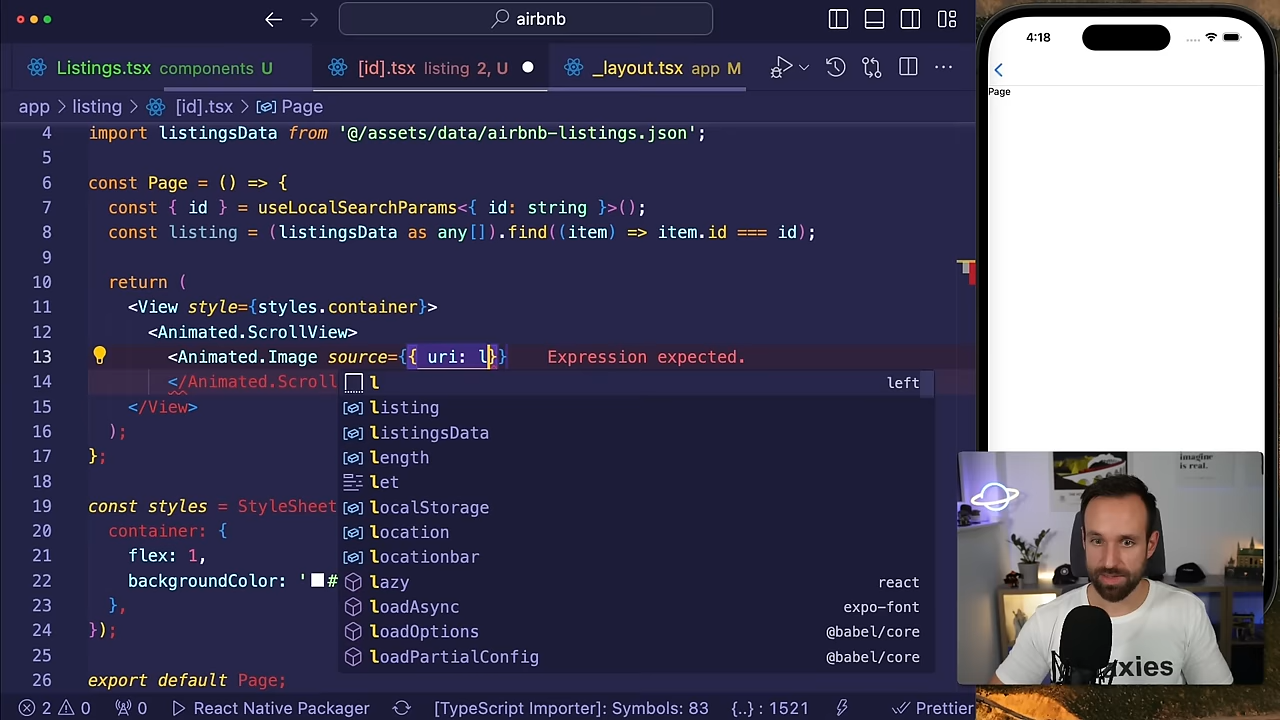 airbnb
Listings.tsx components U
[id].tsx listing 2, U
_layout.tsx app M
app > listing > [id].tsx > Page
4 import listingsData from '@/assets/data/airbnb-listings.json';
5
6 const Page = () => {
7 const { id } = useLocalSearchParams<{ id: string }>();
8 const listing = (listingsData as any[]).find((item) => item.id === id);
9
10 return (
11 <View style={styles.container}>
12 <Animated.ScrollView>
13 <Animated.Image source={{ uri: l}} Expression expected.
14 </Animated.Scroll
15 </View>
16 );
17 };
18
19 const styles = StyleSheet
20 container: {
21 flex: 1,
22 backgroundColor: '#
23 },
24 });
25
26 export default Page;
l left
listing
listingsData
length
let
localStorage
location
locationbar
lazy react
loadAsync expo-font
loadOptions @babel/core
loadPartialConfig @babel/core
2 0 0 React Native Packager [TypeScript Importer]: Symbols: 83 {..} : 1521 Prettier
4:18
Page
imagine
is real.